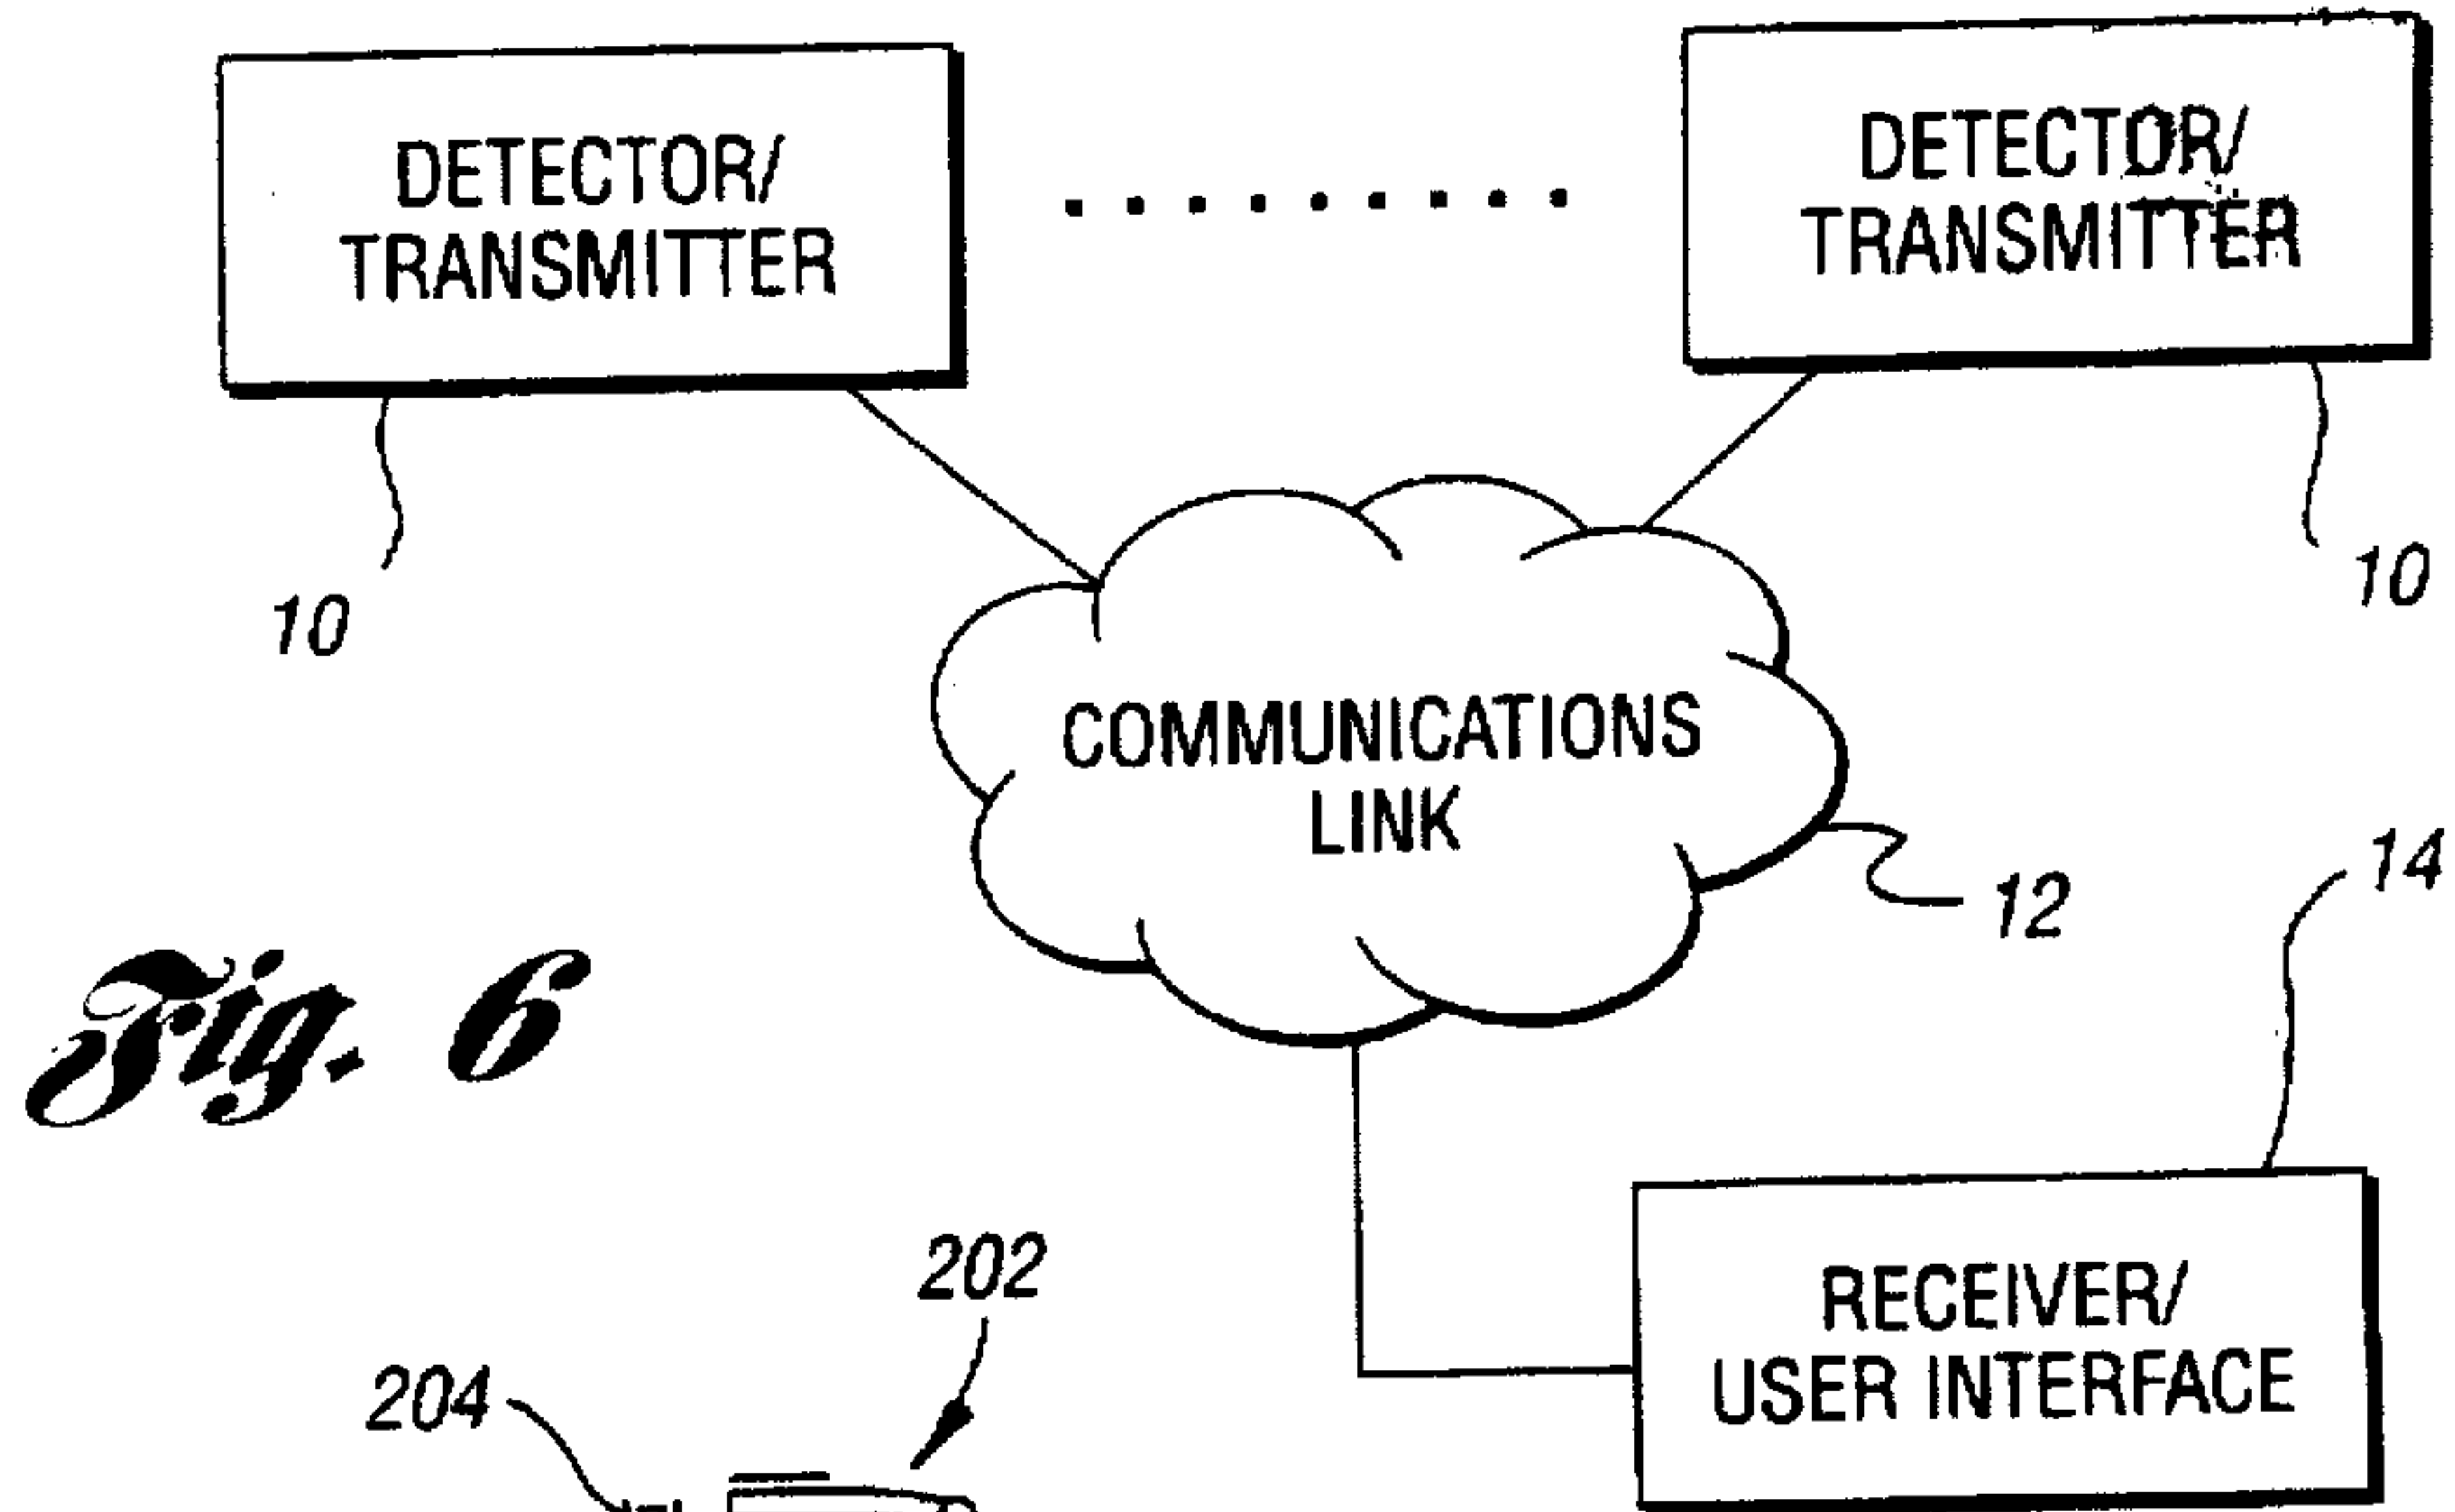 DETECTOR/
TRANSMITTER
.........
DETECTOR/
TRANSMITTER
10
10
COMMUNICATIONS
LINK
12
14
Fig. 6
202
RECEIVER/
USER INTERFACE
204